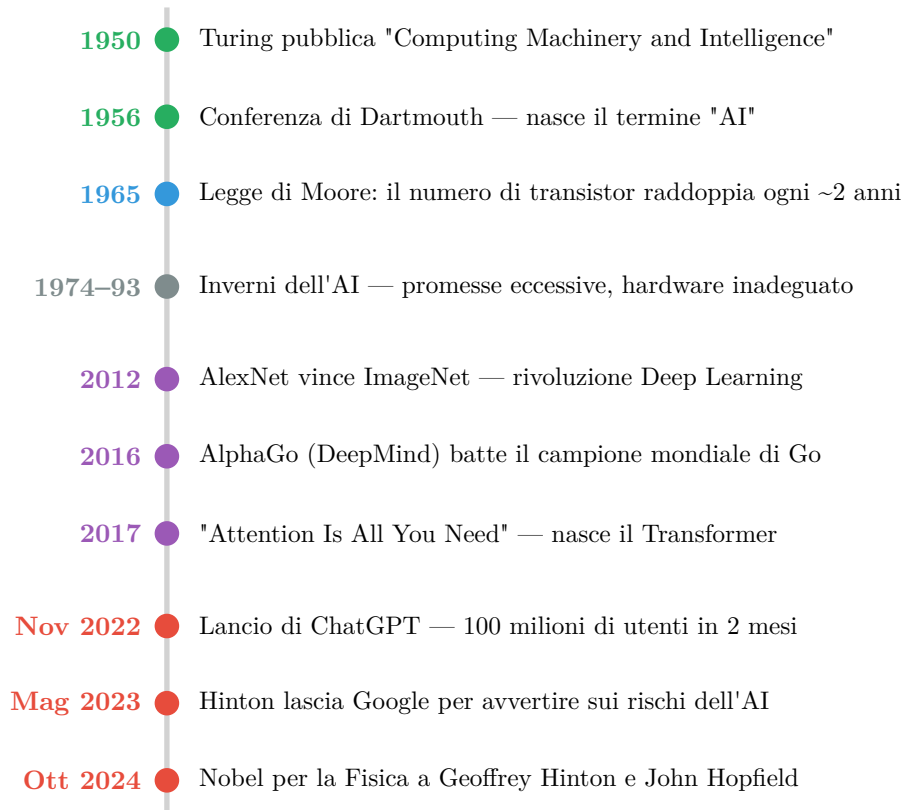 1950 Turing pubblica "Computing Machinery and Intelligence"
1956 Conferenza di Dartmouth — nasce il termine "AI"
1965 Legge di Moore: il numero di transistor raddoppia ogni ~2 anni
1974–93 Inverni dell'AI — promesse eccessive, hardware inadeguato
2012 AlexNet vince ImageNet — rivoluzione Deep Learning
2016 AlphaGo (DeepMind) batte il campione mondiale di Go
2017 "Attention Is All You Need" — nasce il Transformer
Nov 2022 Lancio di ChatGPT — 100 milioni di utenti in 2 mesi
Mag 2023 Hinton lascia Google per avvertire sui rischi dell'AI
Ott 2024 Nobel per la Fisica a Geoffrey Hinton e John Hopfield